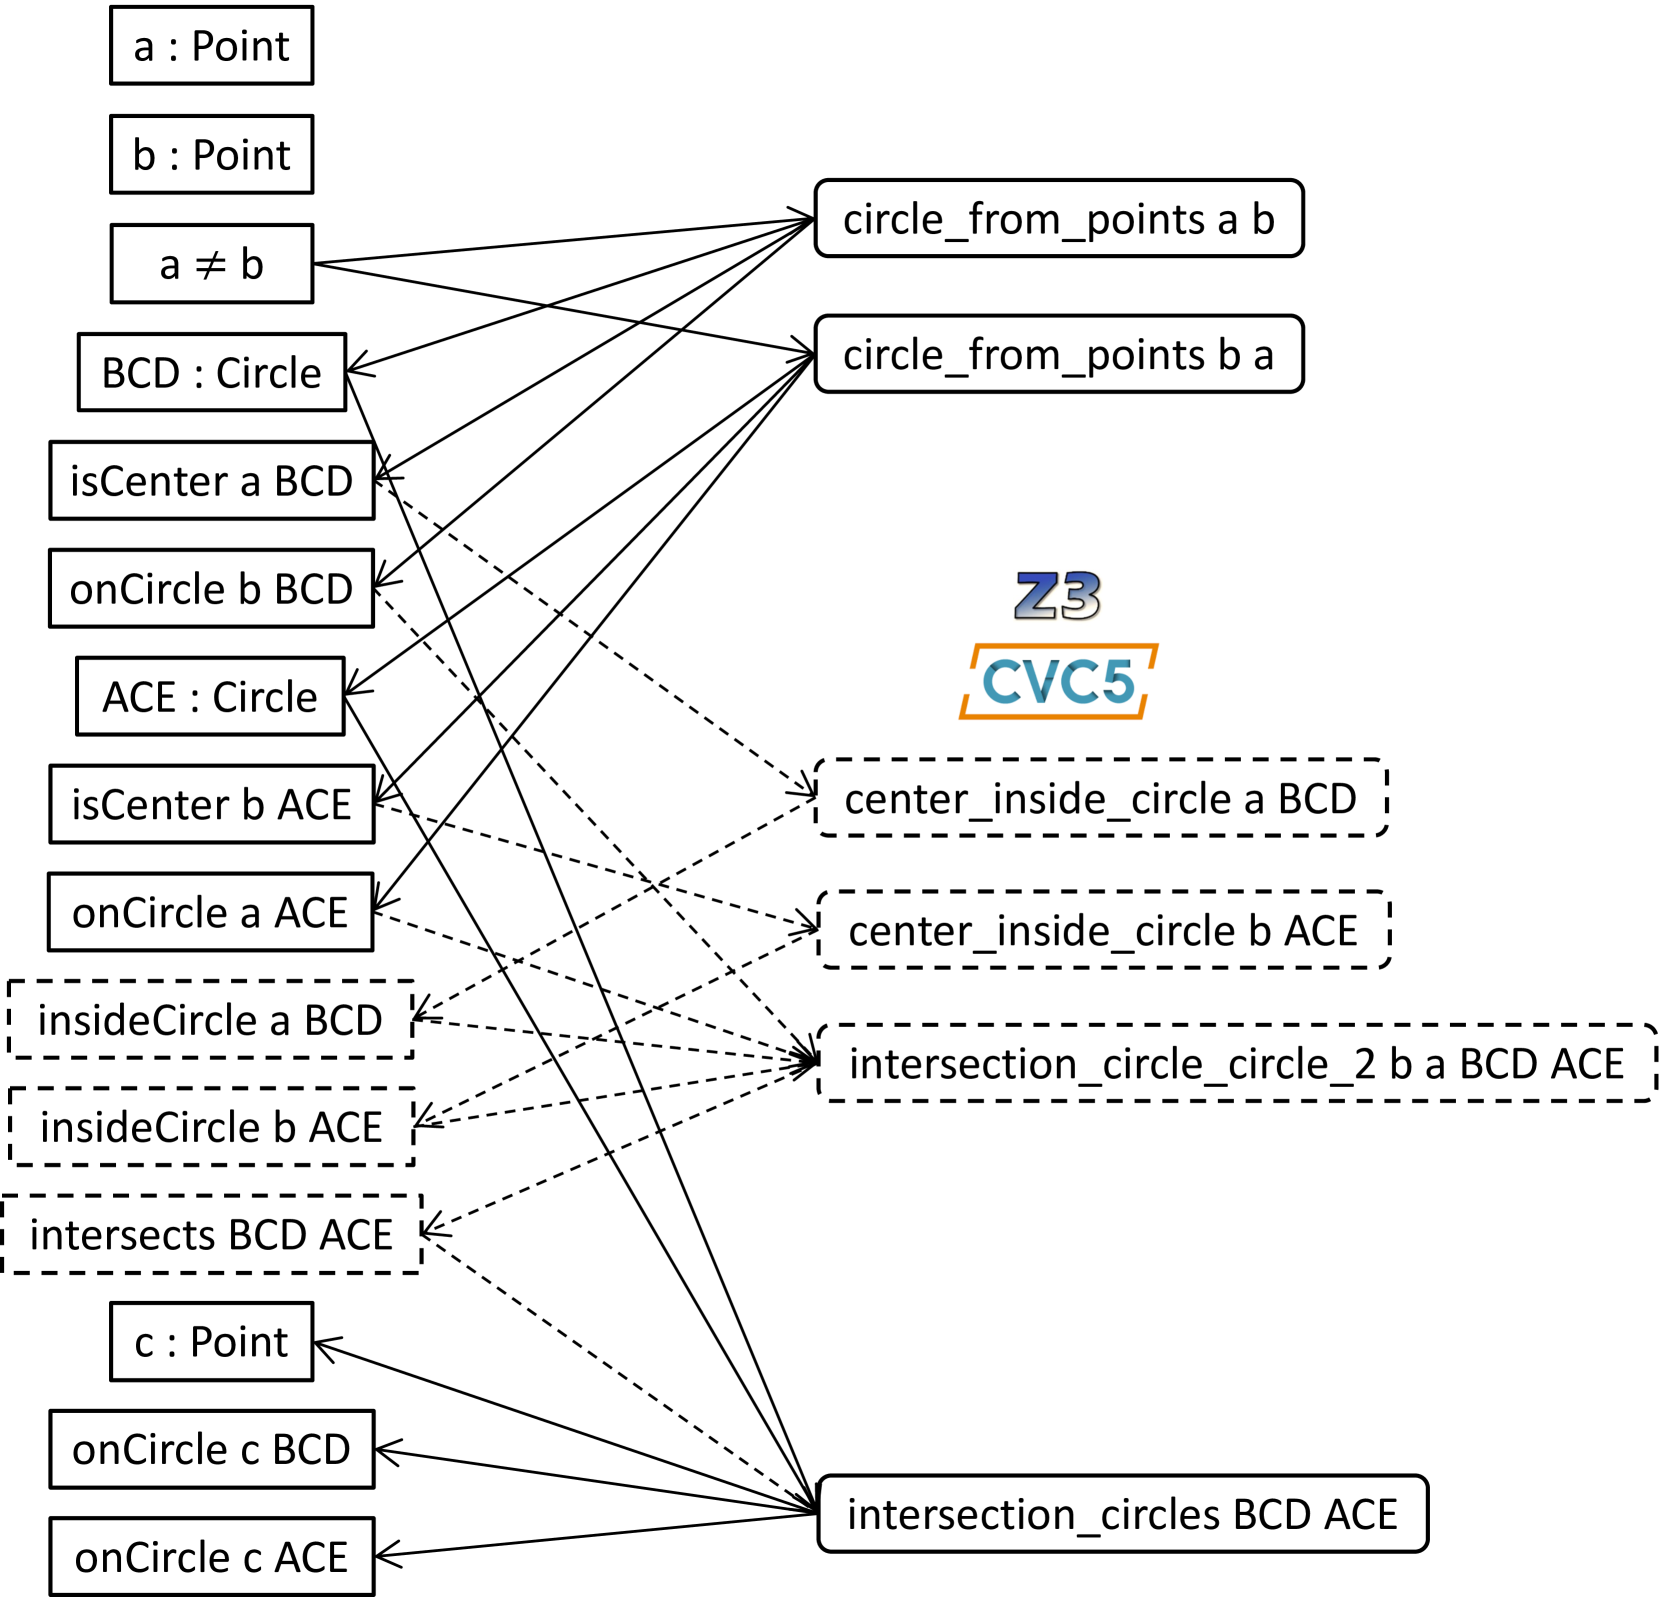 a : Point
b : Point
a ≠ b
BCD : Circle
isCenter a BCD
onCircle b BCD
ACE : Circle
isCenter b ACE
onCircle a ACE
insideCircle a BCD
insideCircle b ACE
intersects BCD ACE
c : Point
onCircle c BCD
onCircle c ACE
circle_from_points a b
circle_from_points b a
Z3
CVC5
center_inside_circle a BCD
center_inside_circle b ACE
intersection_circle_circle_2 b a BCD ACE
intersection_circles BCD ACE